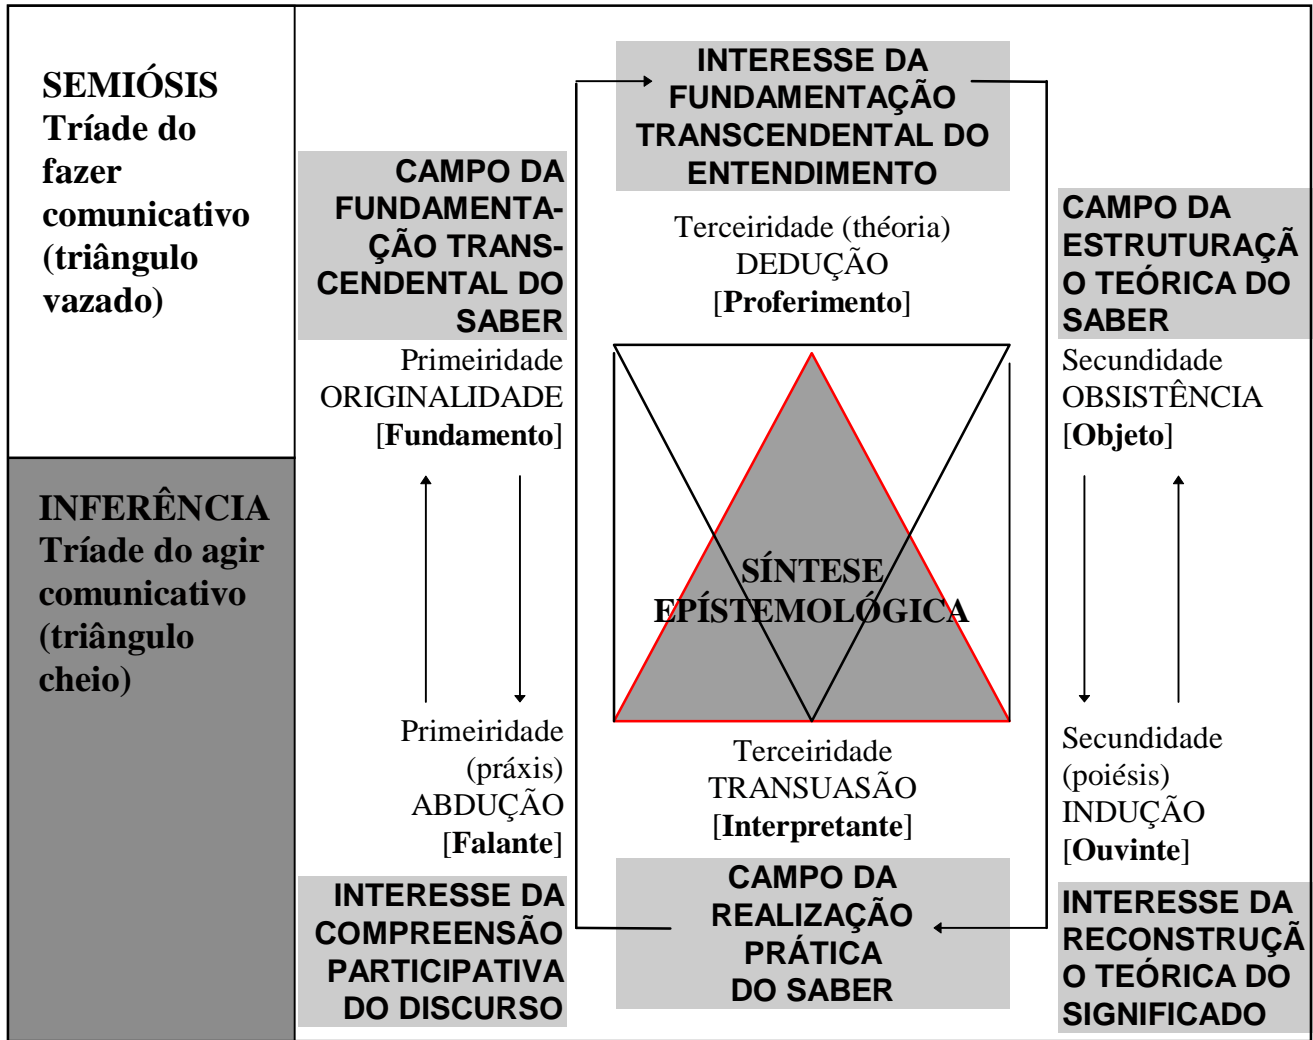 SEMIÓSIS
Tríade do
fazer
comunicativo
(triângulo
vazado)
INFERÊNCIA
Tríade do agir
comunicativo
(triângulo
cheio)
CAMPO DA
FUNDAMENTA-
ÇÃO TRANS-
CENDENTAL DO
SABER
Primeiridade
ORIGINALIDADE
[Fundamento]
Primeiridade
(práxis)
ABDUÇÃO
[Falante]
INTERESSE DA
COMPREENSÃO
PARTICIPATIVA
DO DISCURSO
INTERESSE DA
FUNDAMENTAÇÃO
TRANSCENDENTAL DO
ENTENDIMENTO
Terceiridade (théoria)
DEDUÇÃO
[Proferimento]
SÍNTESE
EPÍSTEMOLÓGICA
Terceiridade
TRANSUASÃO
[Interpretante]
CAMPO DA
REALIZAÇÃO
PRÁTICA
DO SABER
CAMPO DA
ESTRUTURAÇÃ
O TEÓRICA DO
SABER
Secundidade
OBSISTÊNCIA
[Objeto]
Secundidade
(poiésis)
INDUÇÃO
[Ouvinte]
INTERESSE DA
RECONSTRUÇÃ
O TEÓRICA DO
SIGNIFICADO